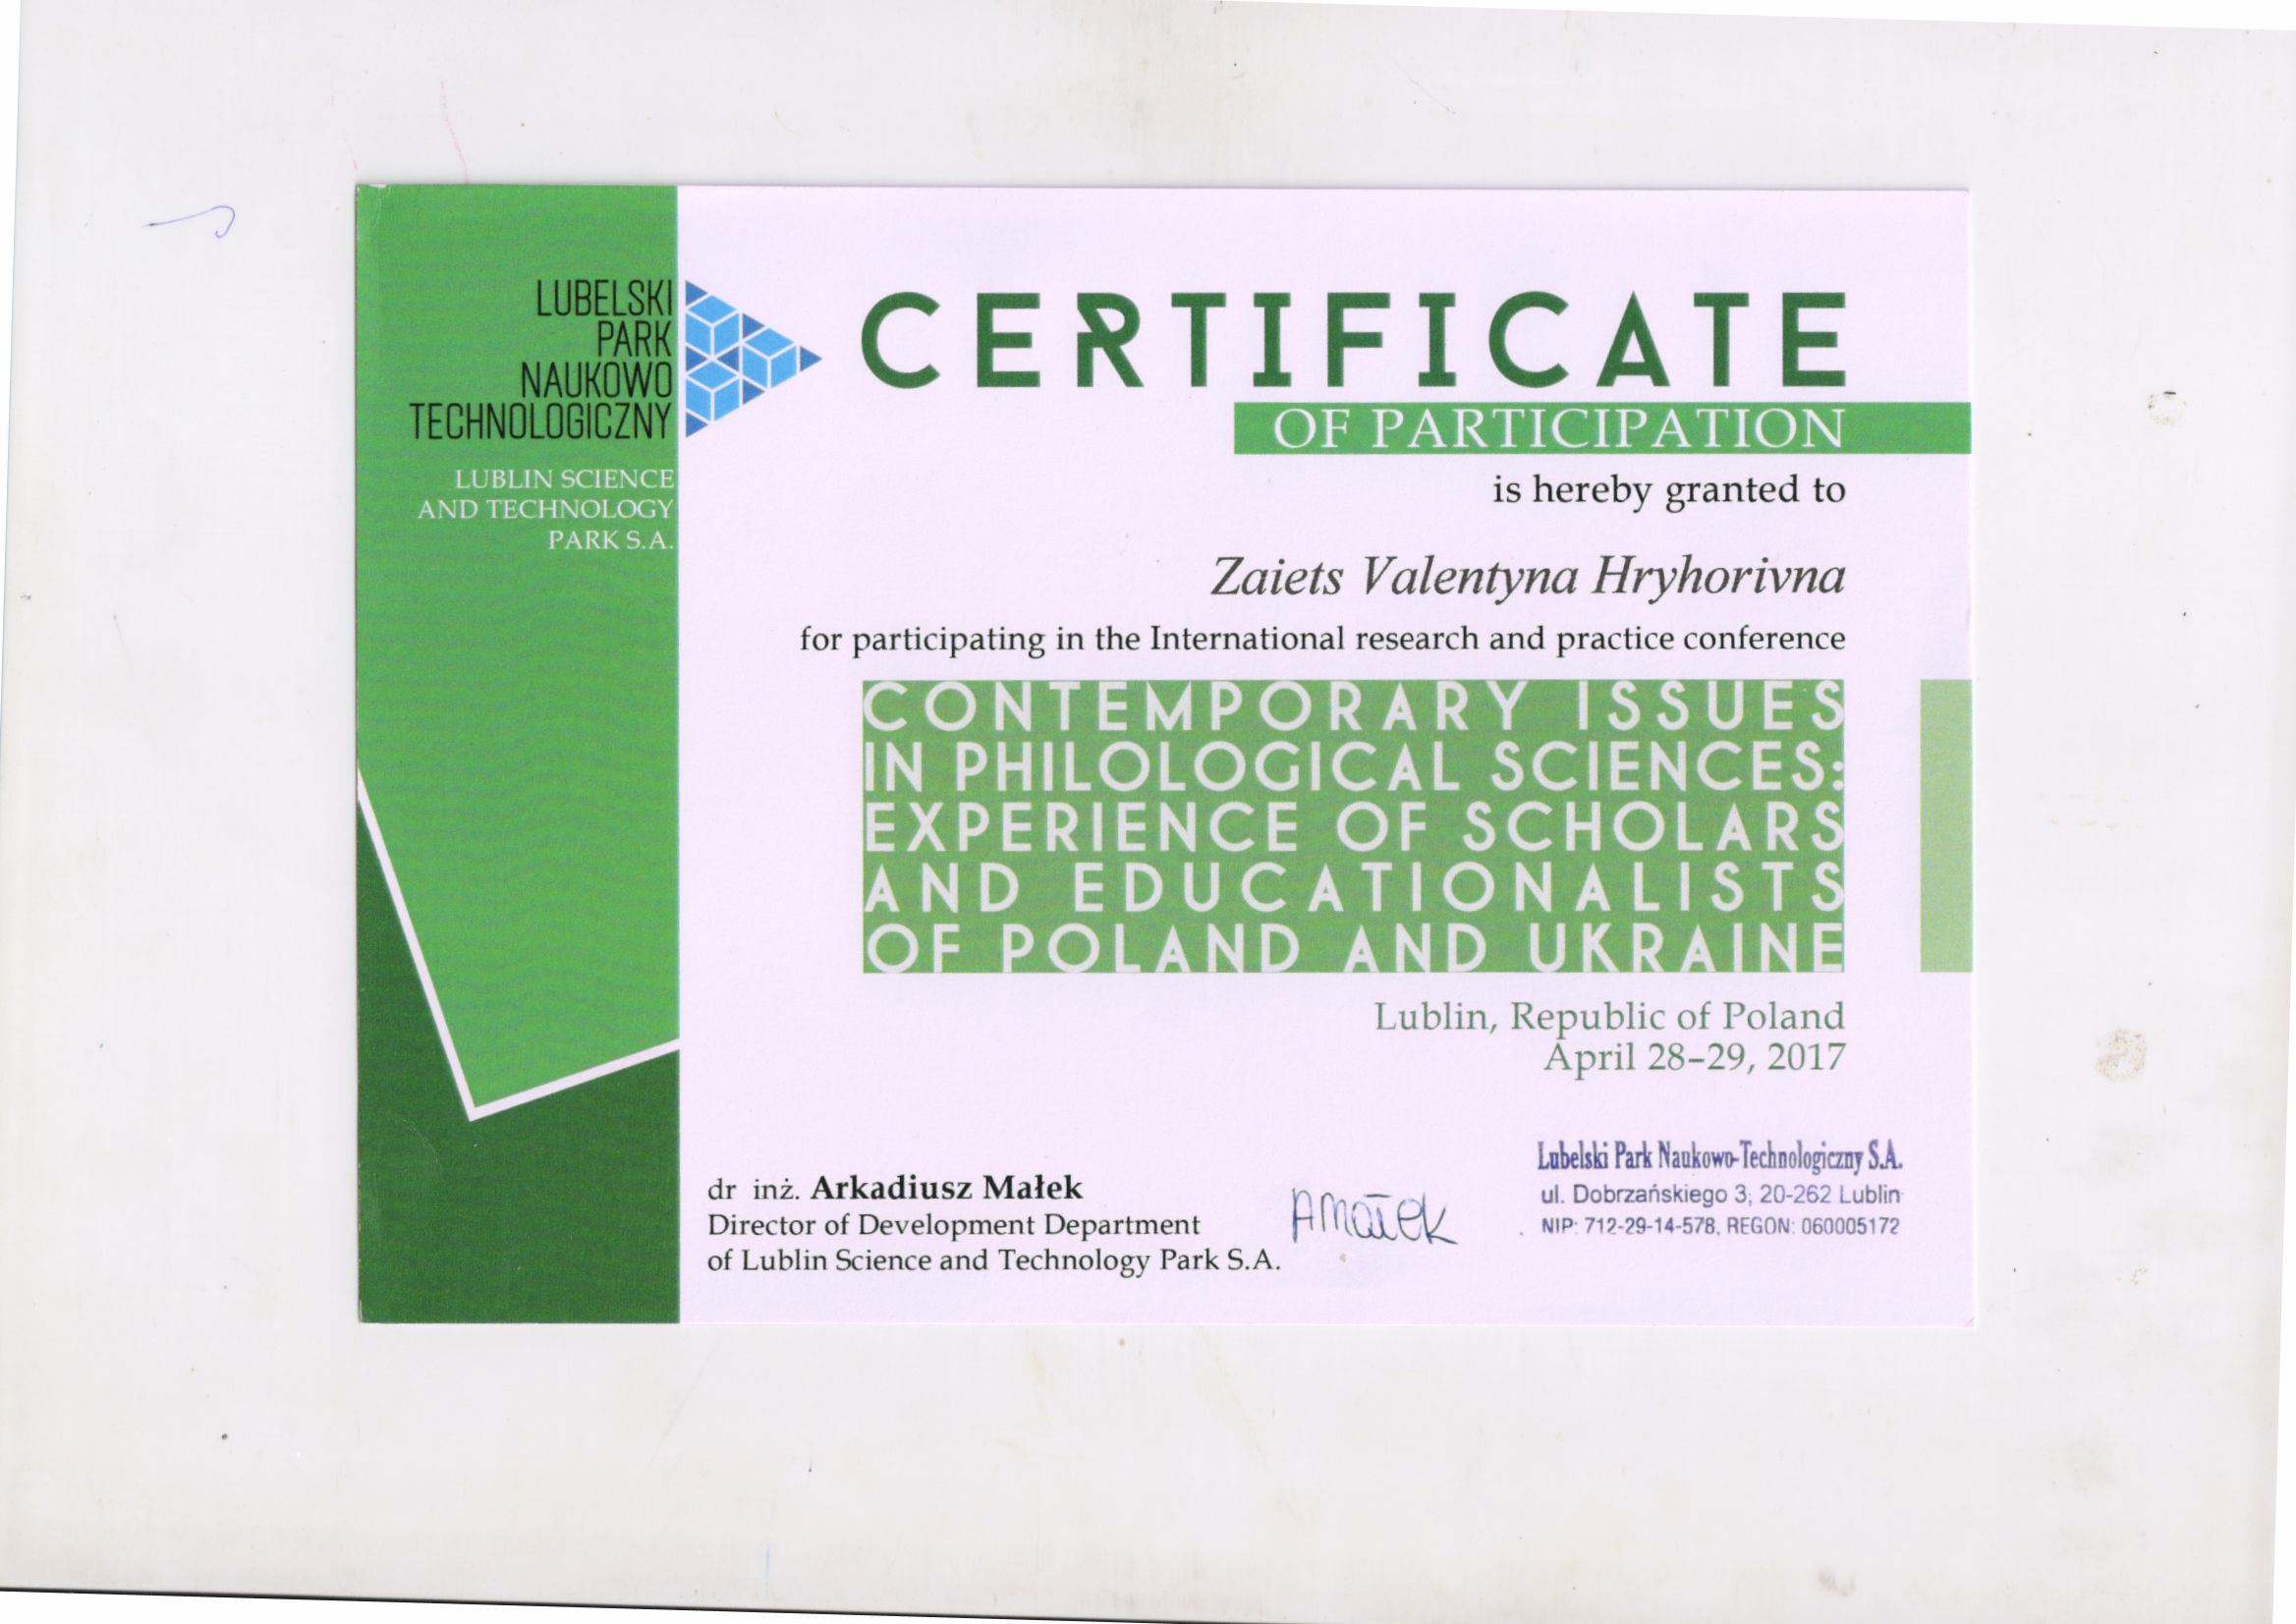 LUBELSKI
PARK
NAUKOWO
TECHNOLOGICZNY
LUBLIN SCIENCE
AND TECHNOLOGY
PARK S.A.
CERTIFICATE
OF PARTICIPATION
is hereby granted to
Zaiets Valentyna Hryhorivna
for participating in the International research and practice conference
CONTEMPORARY ISSUES
IN PHILOLOGICAL SCIENCES:
EXPERIENCE OF SCHOLARS
AND EDUCATIONALISTS
OF POLAND AND UKRAINE
Lublin, Republic of Poland
April 28–29, 2017
dr inż. Arkadiusz Małek
Director of Development Department
of Lublin Science and Technology Park S.A.
AMałek
Lubelski Park Naukowo-Technologiczny S.A.
ul. Dobrzańskiego 3, 20-262 Lublin
NIP: 712-29-14-578, REGON: 060005172